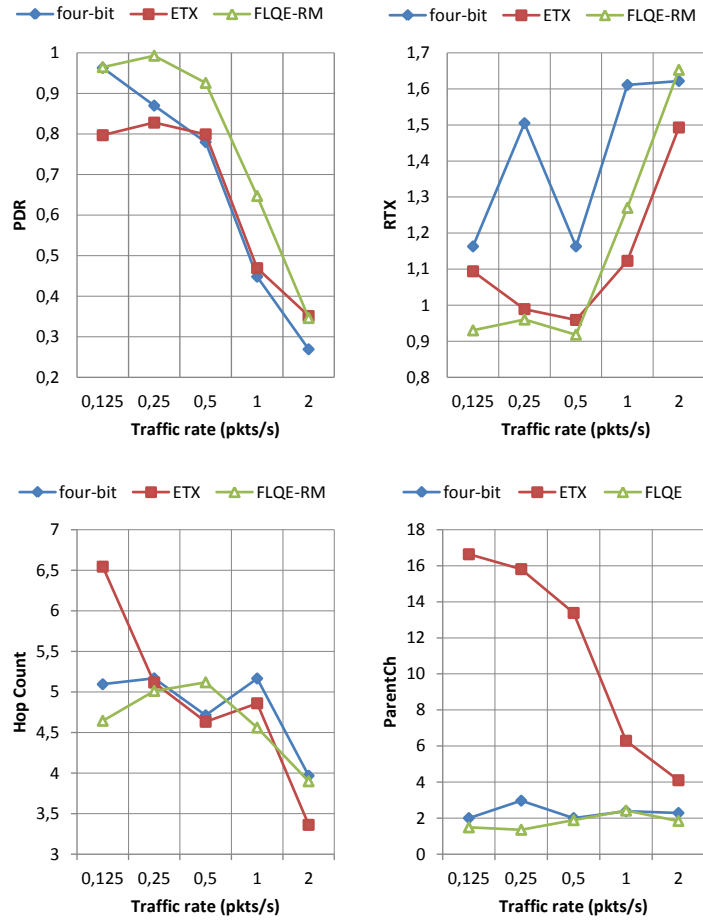 four-bit ETX FLQE-RM
PDR
1
0,9
0,8
0,7
0,6
0,5
0,4
0,3
0,2
0,125 0,25 0,5 1 2
Traffic rate (pkts/s)
four-bit ETX FLQE-RM
RTX
1,7
1,6
1,5
1,4
1,3
1,2
1,1
1
0,9
0,8
0,125 0,25 0,5 1 2
Traffic rate (pkts/s)
four-bit ETX FLQE-RM
Hop Count
7
6,5
6
5,5
5
4,5
4
3,5
3
0,125 0,25 0,5 1 2
Traffic rate (pkts/s)
four-bit ETX FLQE
ParentCh
18
16
14
12
10
8
6
4
2
0
0,125 0,25 0,5 1 2
Traffic rate (pkts/s)